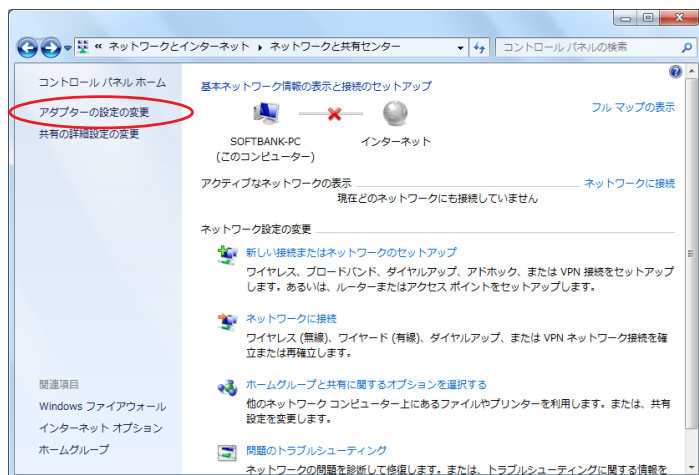 « ネットワークとインターネット ▸ ネットワークと共有センター
コントロール パネルの検索
コントロール パネル ホーム
アダプターの設定の変更
共有の詳細設定の変更
基本ネットワーク情報の表示と接続のセットアップ
フル マップの表示
SOFTBANK-PC
(このコンピューター)
インターネット
アクティブなネットワークの表示
ネットワークに接続
現在どのネットワークにも接続していません
ネットワーク設定の変更
新しい接続またはネットワークのセットアップ
ワイヤレス、ブロードバンド、ダイヤルアップ、アドホック、または VPN 接続をセットアップ
します。あるいは、ルーターまたはアクセス ポイントをセットアップします。
ネットワークに接続
ワイヤレス (無線)、ワイヤード (有線)、ダイヤルアップ、または VPN ネットワーク接続を確
立または再確立します。
ホームグループと共有に関するオプションを選択する
他のネットワーク コンピューター上にあるファイルやプリンターを利用します。または、共有
設定を変更します。
問題のトラブルシューティング
ネットワークの問題を診断して修復します。または、トラブルシューティングに関する情報を
関連項目
Windows ファイアウォール
インターネット オプション
ホームグループ